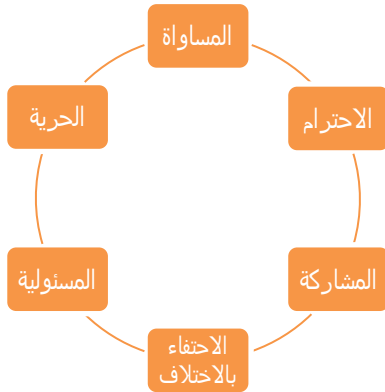 المساواة
الاحترام
المشاركة
الاحتفاء
بالاختلاف
المسئولية
الحرية